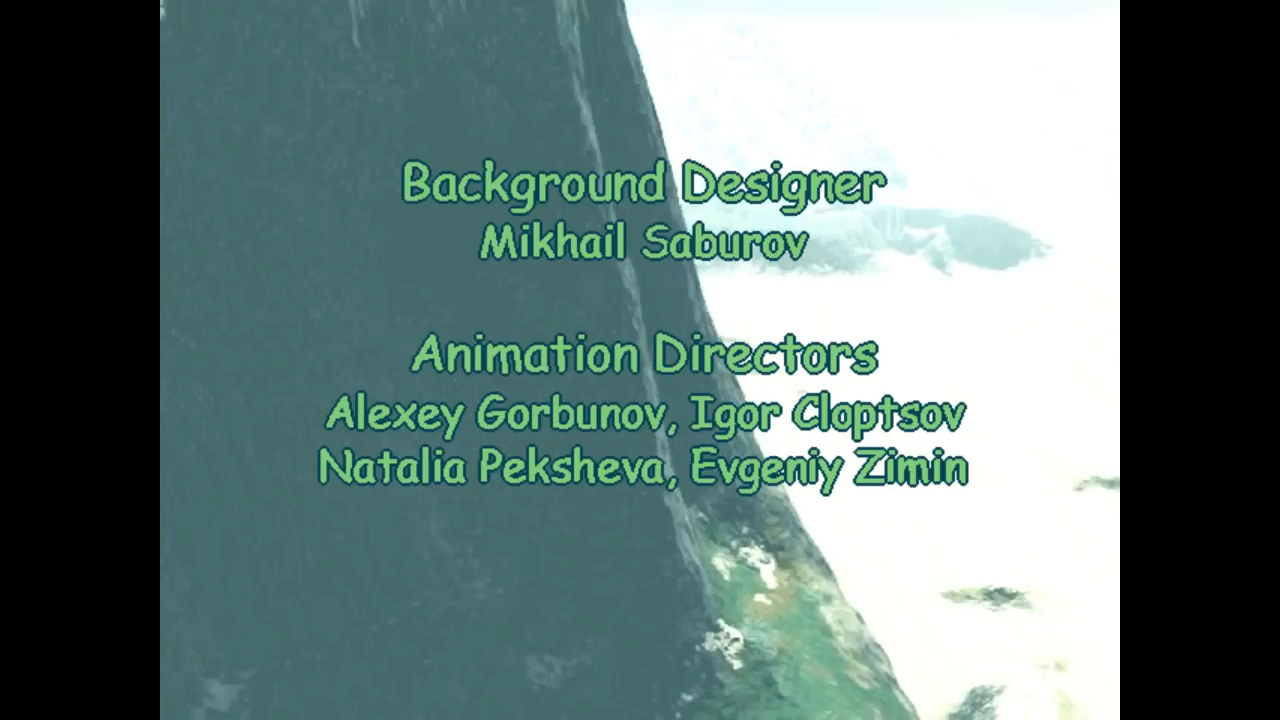 Background Designer
Mikhail Saburov
Animation Directors
Alexey Gorbunov, Igor Cloptsov
Natalia Peksheva, Evgeniy Zimin